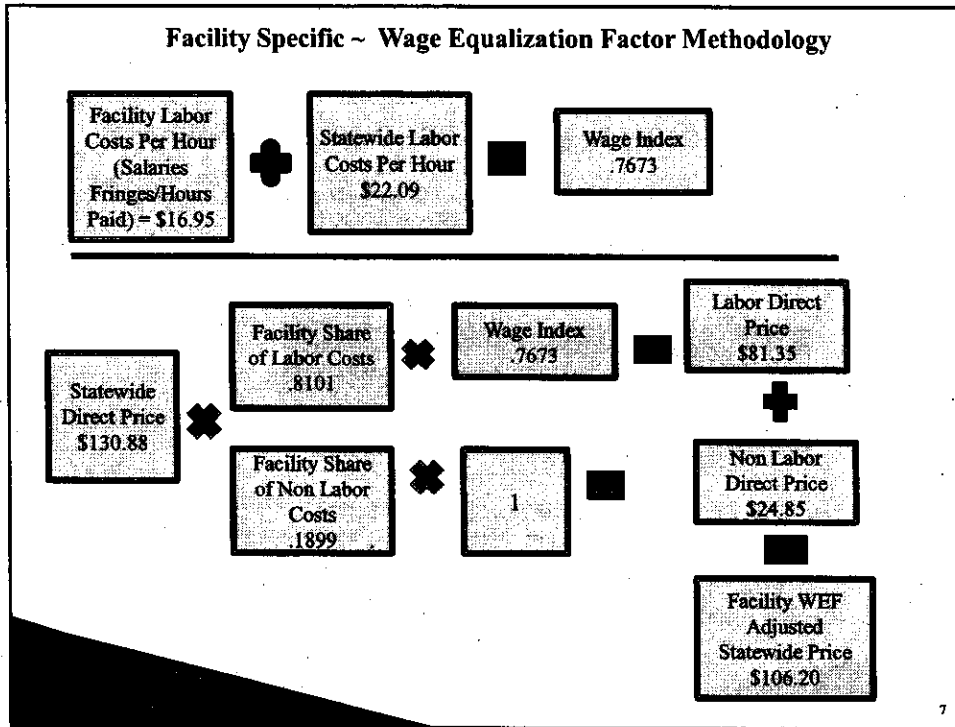 Facility Specific ~ Wage Equalization Factor Methodology
Facility Labor
Costs Per Hour
(Salaries
Fringes/Hours
Paid) = $16.95
Statewide Labor
Costs Per Hour
$22.09
Wage Index
.7673
Statewide
Direct Price
$130.88
Facility Share
of Labor Costs
.8101
Wage Index
.7673
Labor Direct
Price
$81.35
Facility Share
of Non Labor
Costs
.1899
1
Non Labor
Direct Price
$24.85
Facility WEF
Adjusted
Statewide Price
$106.20
7